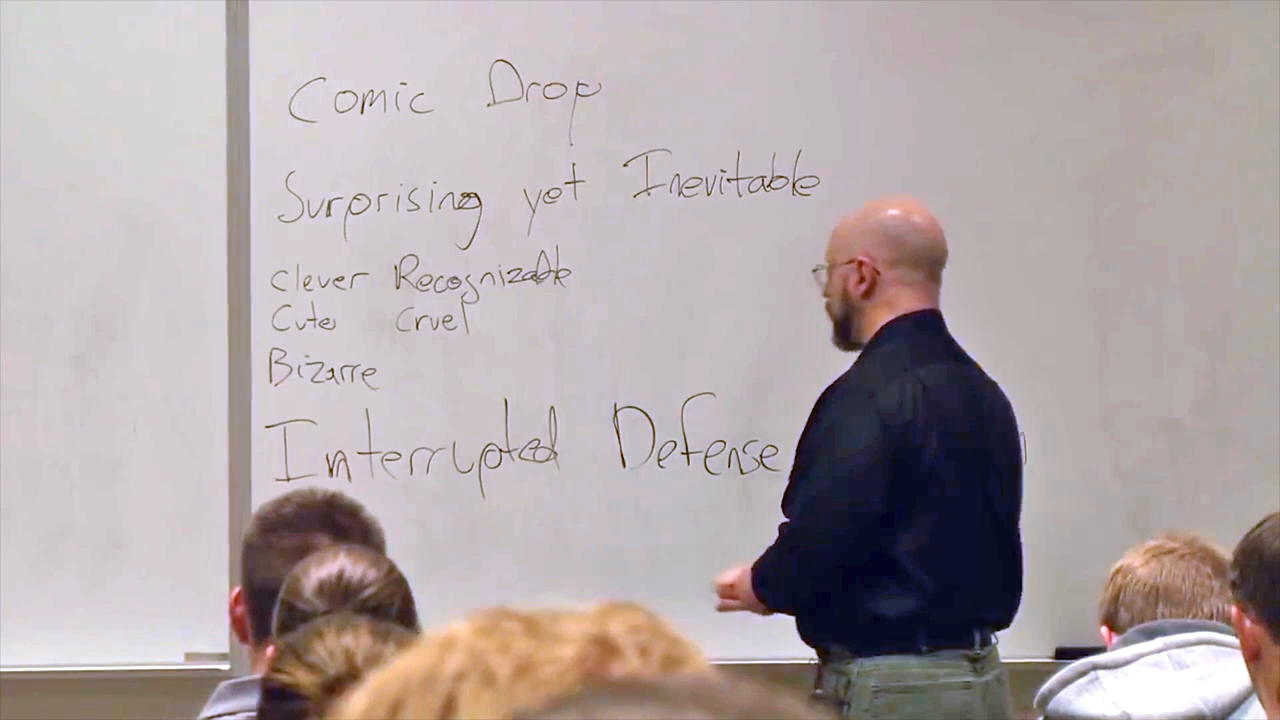 Comic Drop
Surprising yet Inevitable
Clever Recognizable
Cute Cruel
Bizarre
Interrupted Defense